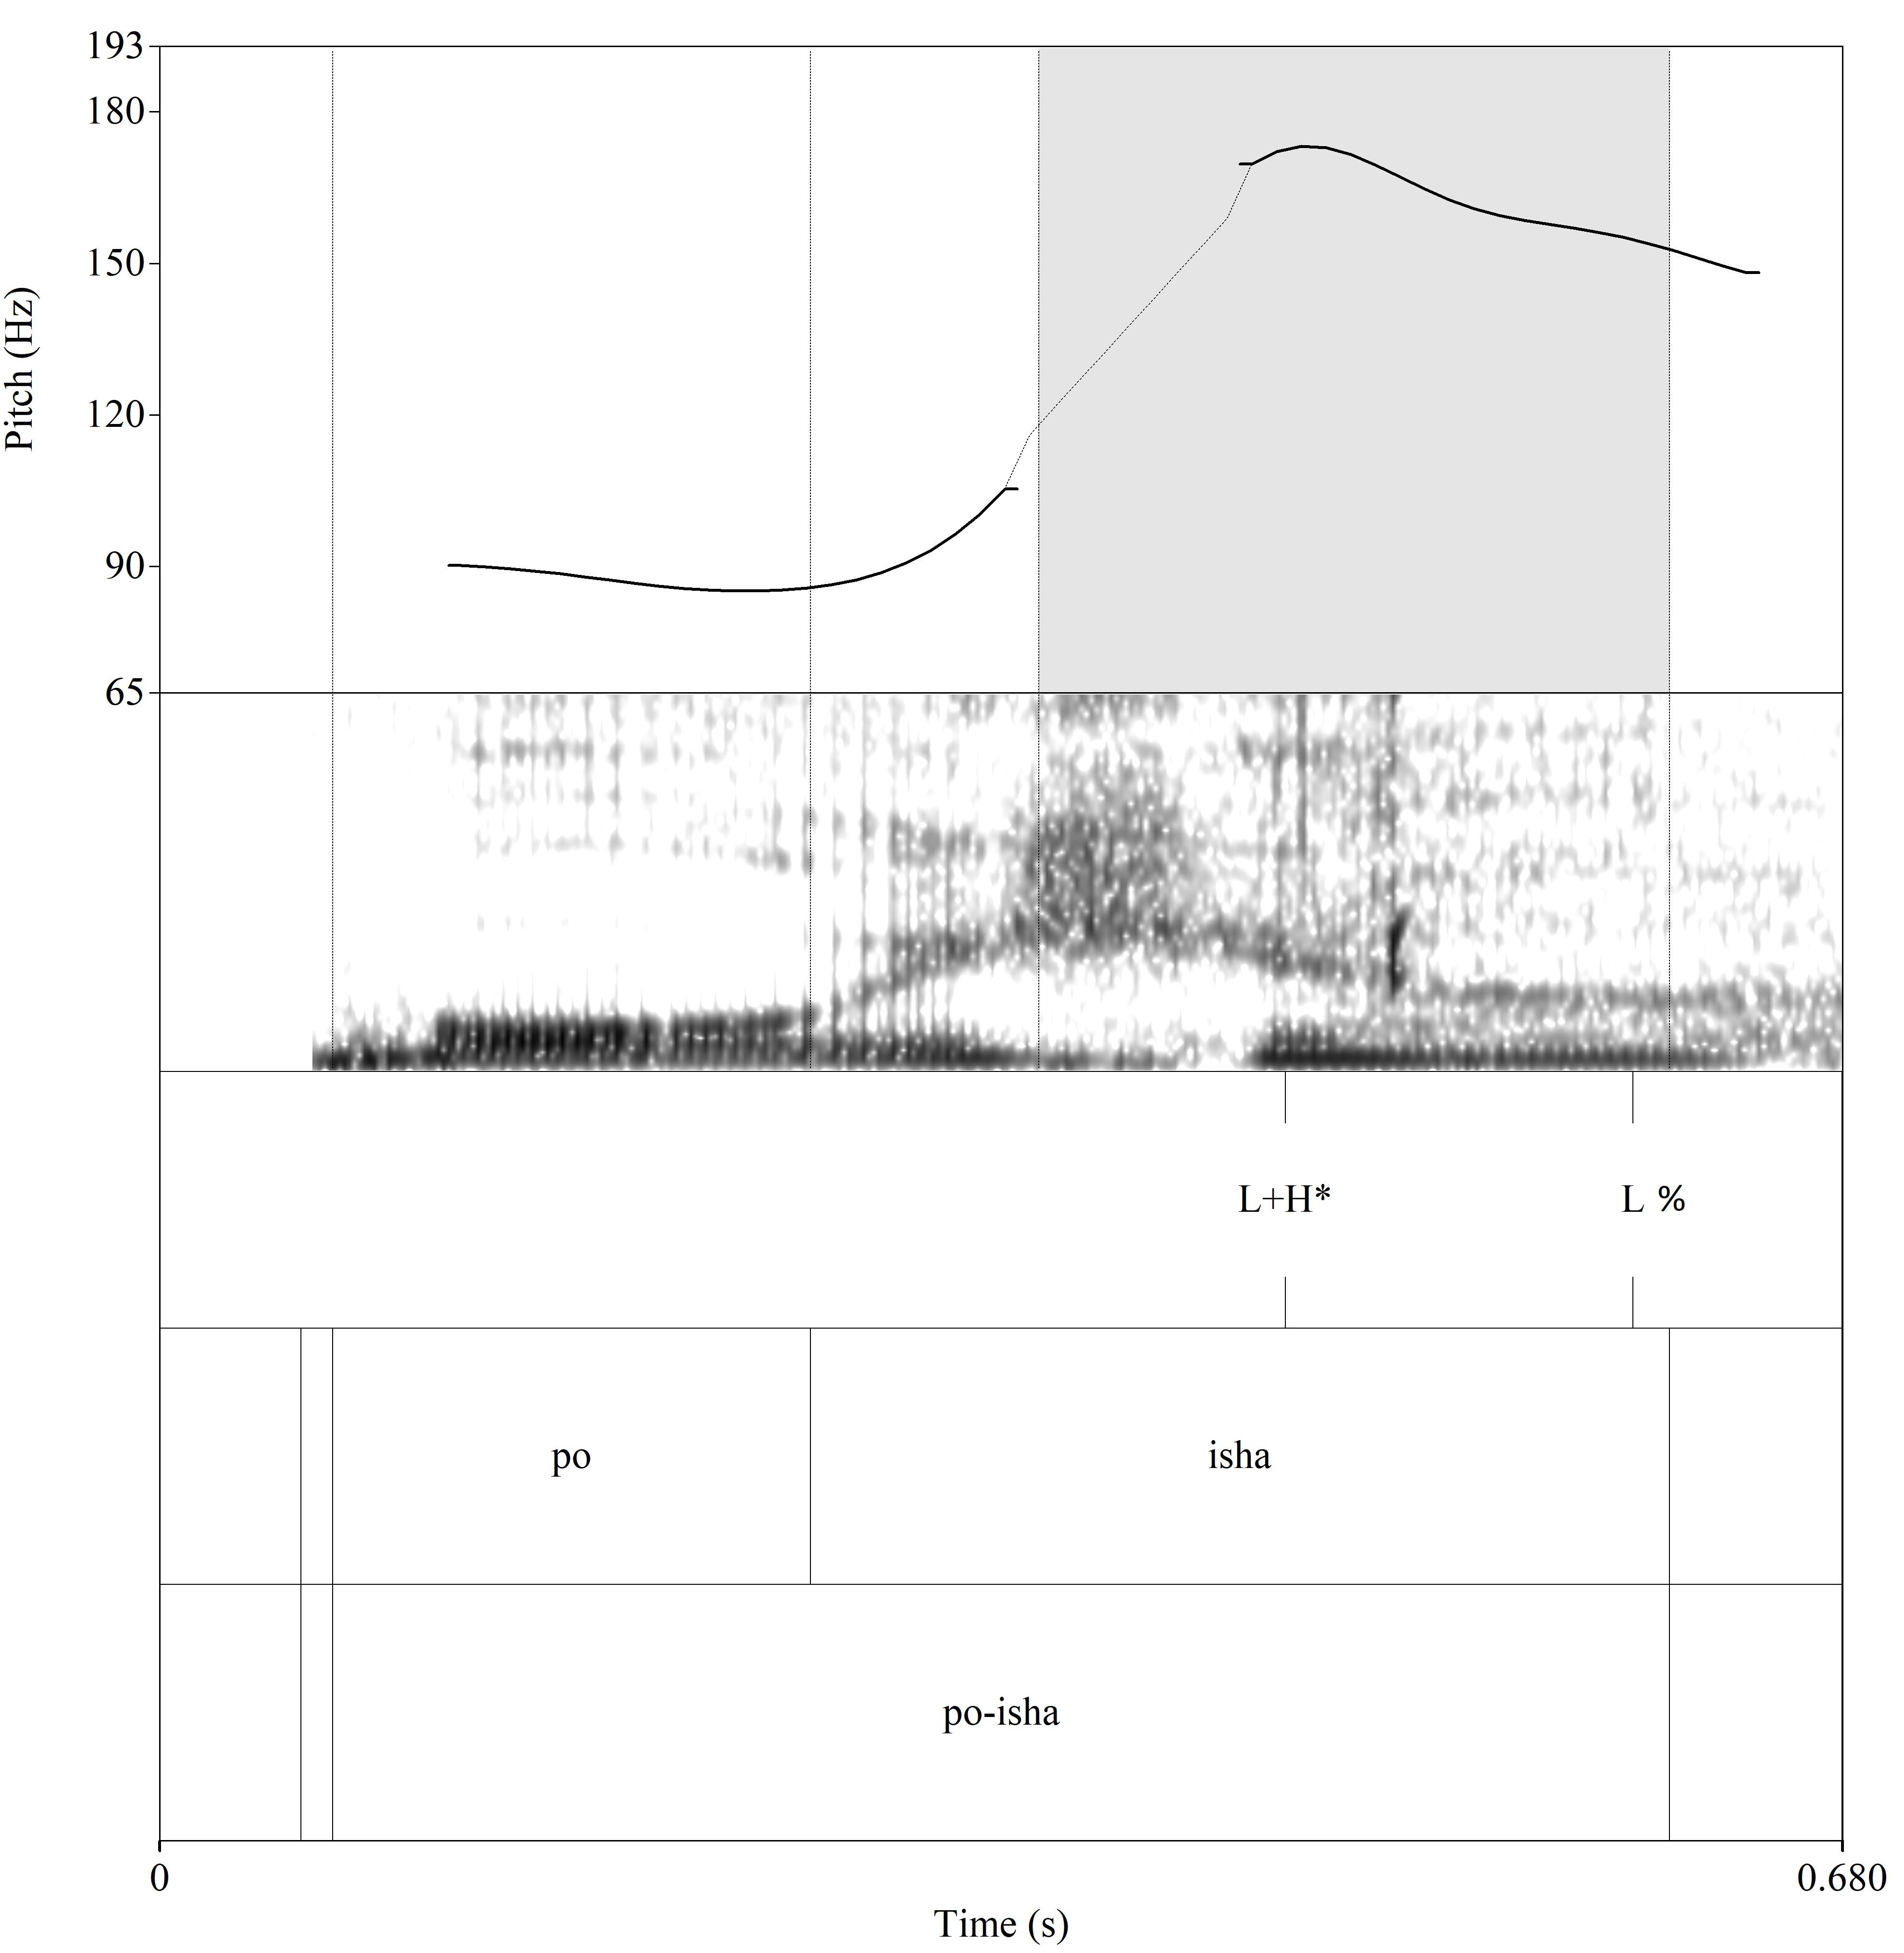 193
180
150
120
90
65
Pitch (Hz)
L+H* L %
po isha
po-isha
0 0.680
Time (s)